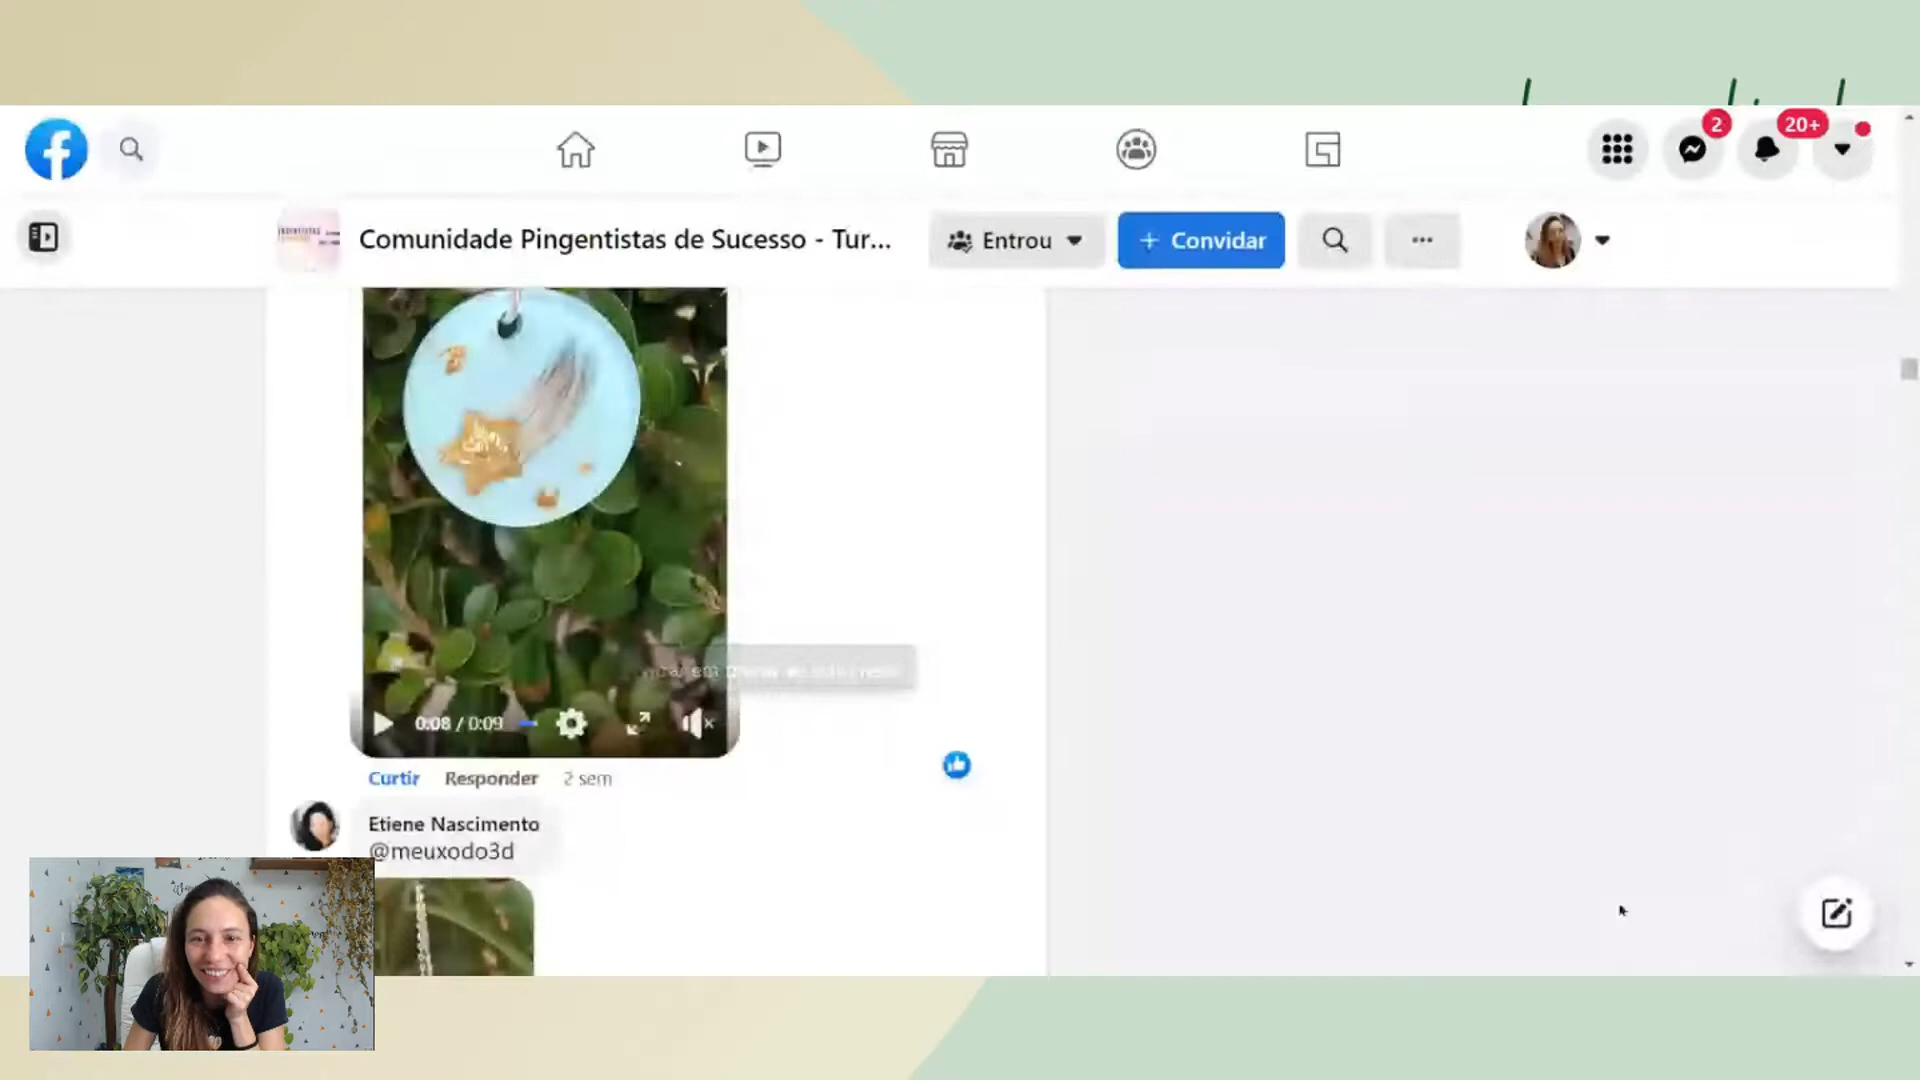 2
20+
Comunidade Pingentistas de Sucesso - Tur...
Entrou
+ Convidar
0:08 / 0:09
Curtir Responder 2 sem
Etiene Nascimento
@meuxodo3d